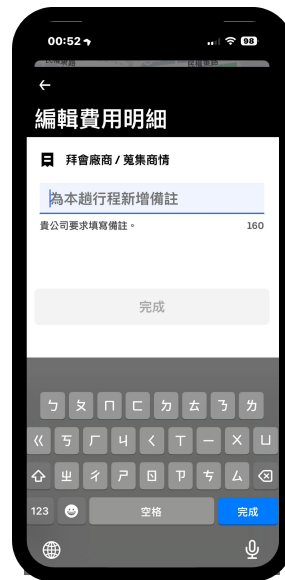 00:52
98
編輯費用明細
拜會廠商 / 蒐集商情
為本趟行程新增備註
貴公司要求填寫備註。
160
完成
ㄅ ㄆ ㄇ ㄈ ㄉ ㄊ ㄋ ㄌ
ㄍ ㄎ ㄏ ㄐ ㄑ ㄒ ㄧ ㄨ ㄩ
ㄓ ㄔ ㄕ ㄖ ㄗ ㄘ ㄙ
123
空格
完成